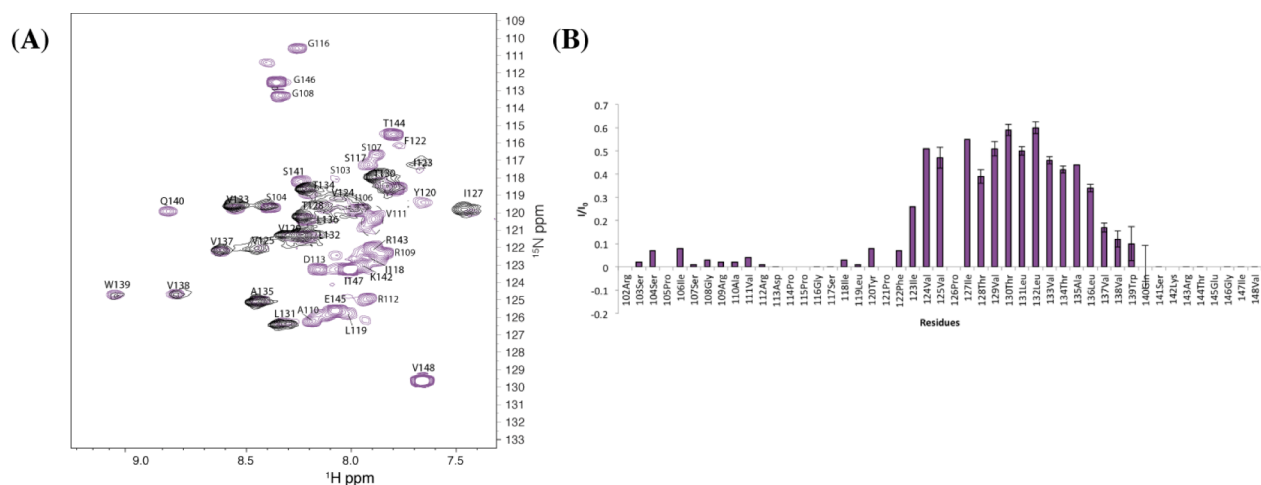 (A)
G116
G146
G108
T144
F122
S107
S117
I123
S103
T130
S141
T134
V124
Y120
I127
Q140
V133
S104
T128
I106
V111
L136
V129
L132
V137
V125
R143
R109
D113
I118
K142
I147
W139
V138
A135
E145
R112
L131
A110
L119
V148
109
110
111
112
113
114
115
116
117
118
119
120
121
122
123
124
125
126
127
128
129
130
131
132
133
¹⁵N ppm
9.0 8.5 8.0 7.5
¹H ppm
(B)
0.7
0.6
0.5
0.4
0.3
0.2
0.1
0
-0.1
-0.2
I/I₀
102Arg
103Ser
104Ser
105Pro
106Ile
107Ser
108Gly
109Arg
110Ala
111Val
112Arg
113Asp
114Pro
115Pro
116Gly
117Ser
118Ile
119Leu
120Tyr
121Pro
122Phe
123Ile
124Val
125Val
126Pro
127Ile
128Thr
129Val
130Thr
131Leu
132Leu
133Val
134Thr
135Ala
136Leu
137Val
138Val
139Trp
140Ein
141Ser
142Lys
143Arg
144Thr
145Glu
146Gly
147Ile
148Val
Residues